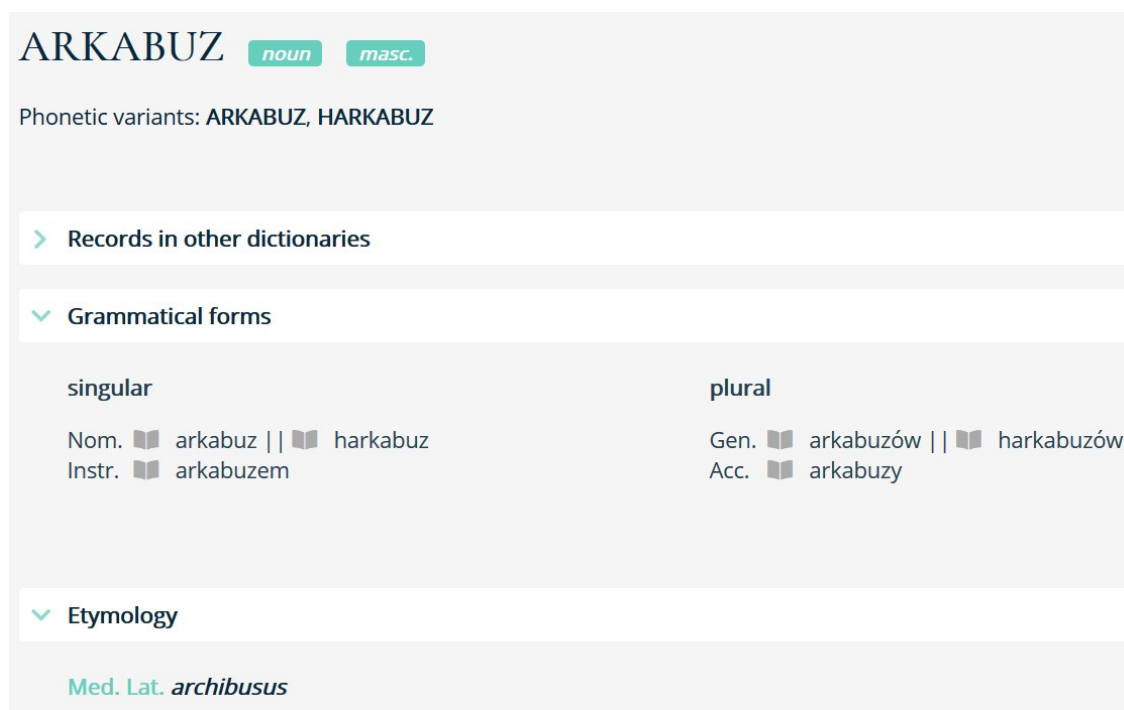 ARKABUZ noun masc.
Phonetic variants: ARKABUZ, HARKABUZ
Records in other dictionaries
Grammatical forms
singular
plural
Nom. arkabuz || harkabuz
Gen. arkabuzów || harkabuzów
Instr. arkabuzem
Acc. arkabuzy
Etymology
Med. Lat. archibusus